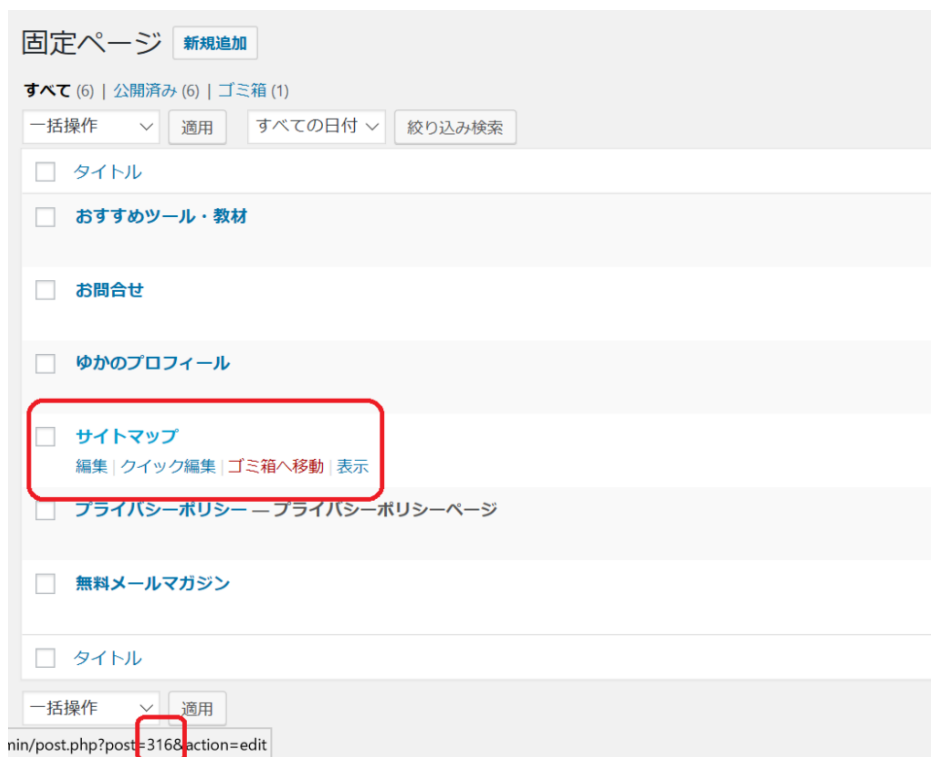 固定ページ 新規追加
すべて (6) | 公開済み (6) | ゴミ箱 (1)
一括操作 適用 すべての日付 絞り込み検索
タイトル
おすすめツール・教材
お問合せ
ゆかのプロフィール
サイトマップ
編集 | クイック編集 | ゴミ箱へ移動 | 表示
プライバシーポリシー — プライバシーポリシーページ
無料メールマガジン
タイトル
一括操作 適用
min/post.php?post=316&action=edit